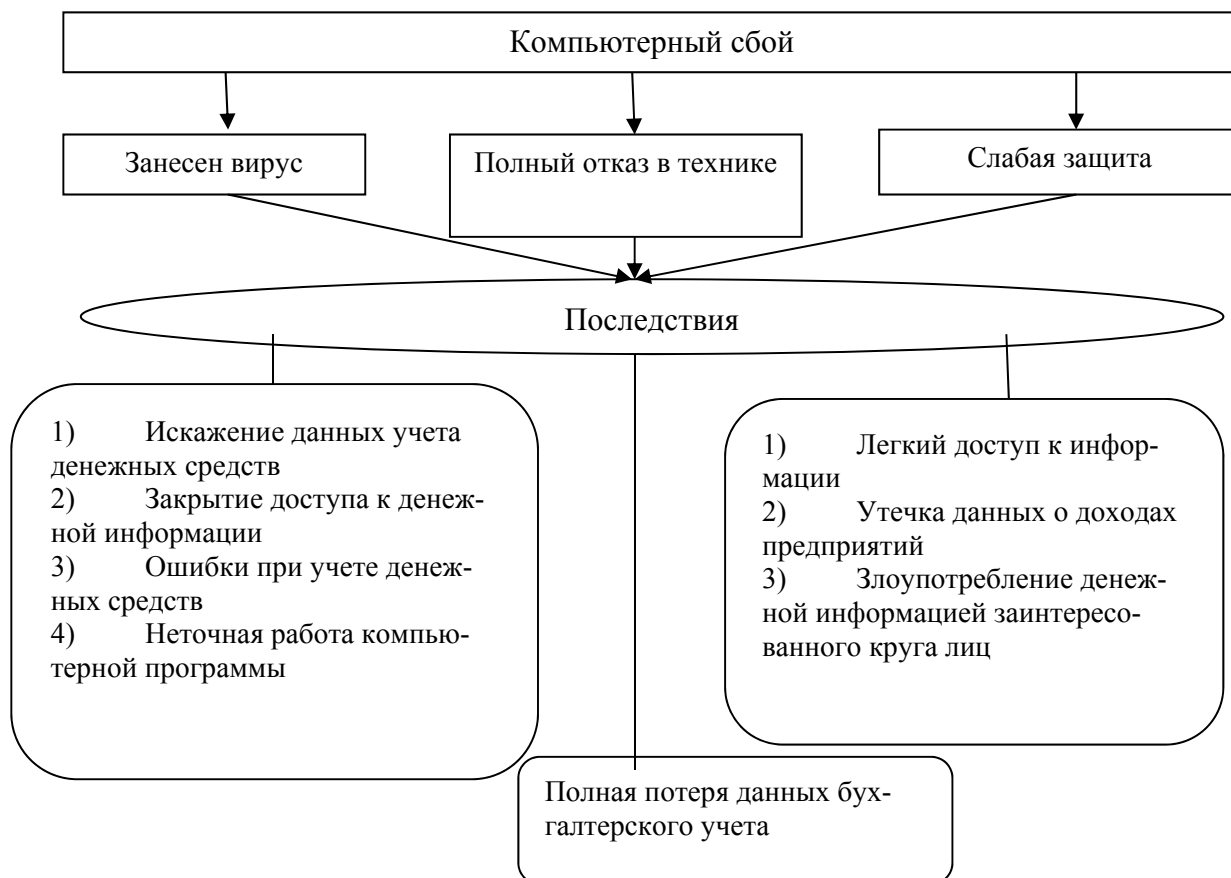 Компьютерный сбой
Занесен вирус
Полный отказ в технике
Слабая защита
Последствия
1) Искажение данных учета
денежных средств
2) Закрытие доступа к денеж-
ной информации
3) Ошибки при учете денеж-
ных средств
4) Неточная работа компью-
терной программы
1) Легкий доступ к инфор-
мации
2) Утечка данных о доходах
предприятий
3) Злоупотребление денеж-
ной информацией заинтересо-
ванного круга лиц
Полная потеря данных бух-
галтерского учета